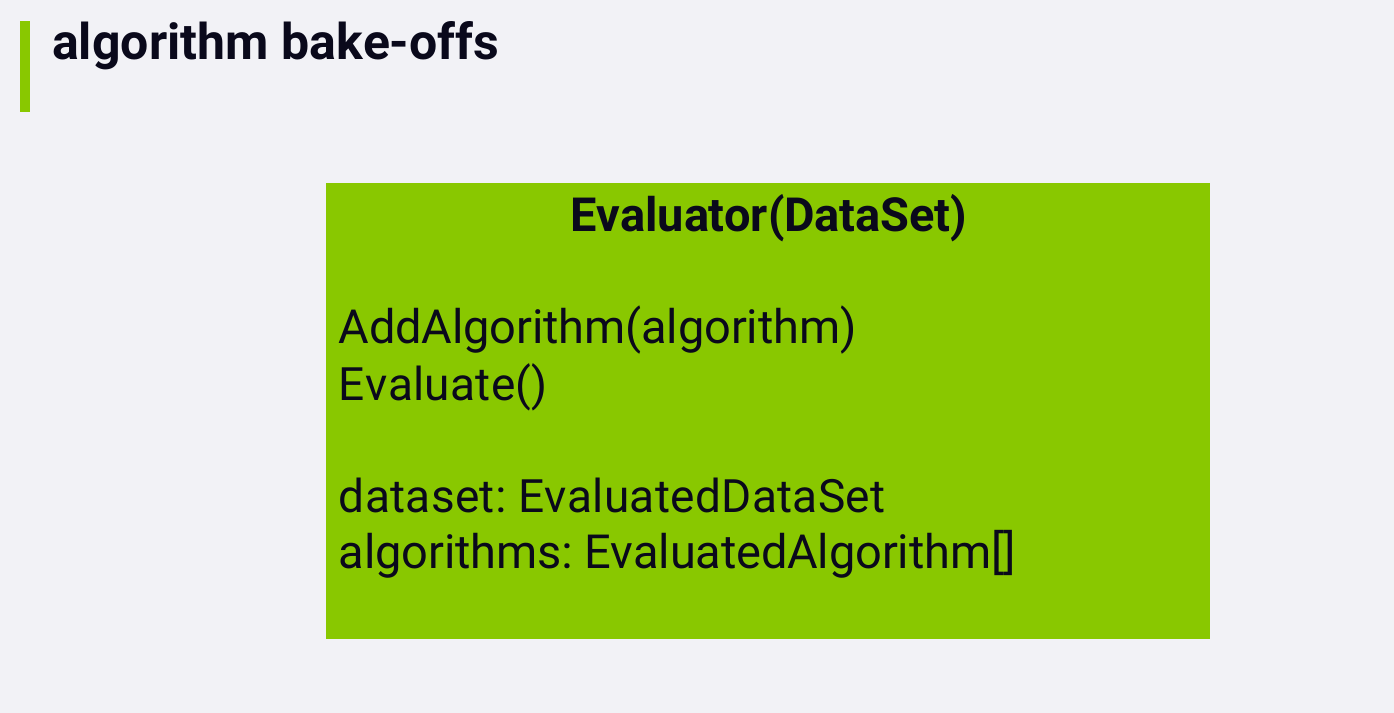 algorithm bake-offs
Evaluator(DataSet)
AddAlgorithm(algorithm)
Evaluate()
dataset: EvaluatedDataSet
algorithms: EvaluatedAlgorithm[]